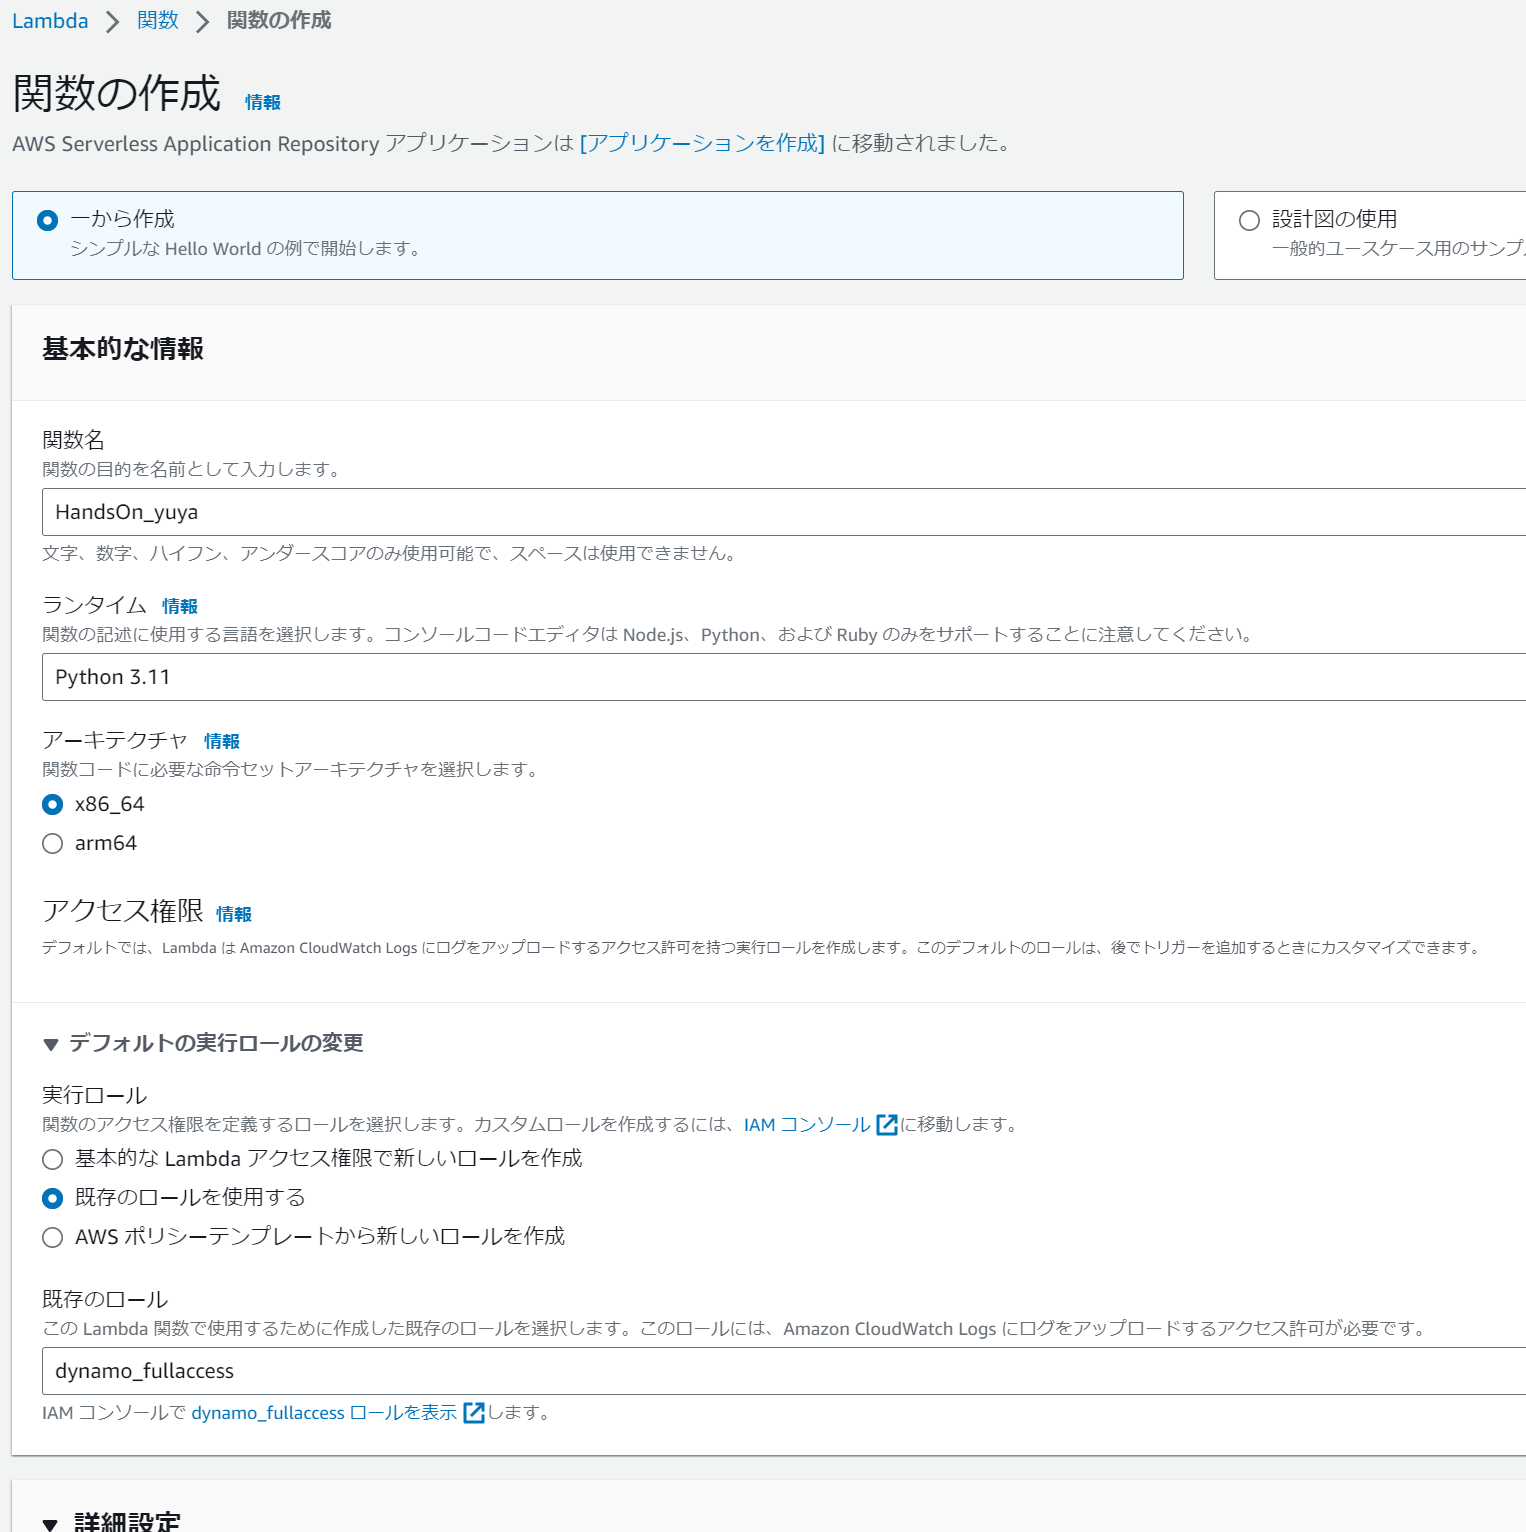 Lambda > 関数 > 関数の作成
関数の作成 情報
AWS Serverless Application Repository アプリケーションは [アプリケーションを作成] に移動されました。
一から作成
シンプルな Hello World の例で開始します。
設計図の使用
一般的ユースケース用のサンプ
基本的な情報
関数名
関数の目的を名前として入力します。
HandsOn_yuya
文字、数字、ハイフン、アンダースコアのみ使用可能で、スペースは使用できません。
ランタイム 情報
関数の記述に使用する言語を選択します。コンソールコードエディタは Node.js、Python、および Ruby のみをサポートすることに注意してください。
Python 3.11
アーキテクチャ 情報
関数コードに必要な命令セットアーキテクチャを選択します。
x86_64
arm64
アクセス権限 情報
デフォルトでは、Lambda は Amazon CloudWatch Logs にログをアップロードするアクセス許可を持つ実行ロールを作成します。このデフォルトのロールは、後でトリガーを追加するときにカスタマイズできます。
▼ デフォルトの実行ロールの変更
実行ロール
関数のアクセス権限を定義するロールを選択します。カスタムロールを作成するには、IAM コンソール に移動します。
基本的な Lambda アクセス権限で新しいロールを作成
既存のロールを使用する
AWS ポリシーテンプレートから新しいロールを作成
既存のロール
この Lambda 関数で使用するために作成した既存のロールを選択します。このロールには、Amazon CloudWatch Logs にログをアップロードするアクセス許可が必要です。
dynamo_fullaccess
IAM コンソールで dynamo_fullaccess ロールを表示 します。
▼ 詳細設定